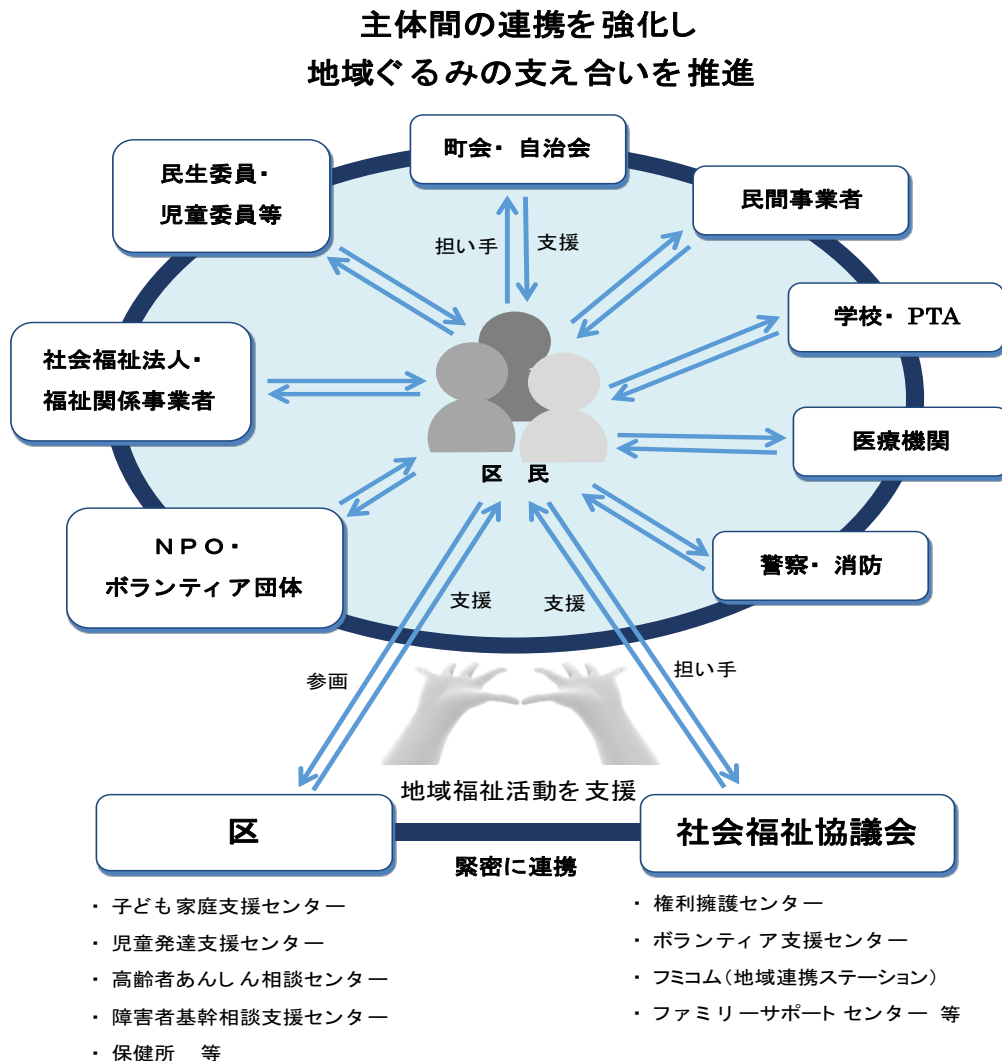 主体間の連携を強化し
地域ぐるみの支え合いを推進
町会・自治会
民生委員・
児童委員等
民間事業者
担い手
支援
学校・PTA
社会福祉法人・
福祉関係事業者
医療機関
区民
NPO・
ボランティア団体
警察・消防
支援
支援
参画
担い手
地域福祉活動を支援
区
社会福祉協議会
緊密に連携
・子ども家庭支援センター
・児童発達支援センター
・高齢者あんしん相談センター
・障害者基幹相談支援センター
・保健所 等
・権利擁護センター
・ボランティア支援センター
・フミコム(地域連携ステーション)
・ファミリーサポートセンター 等